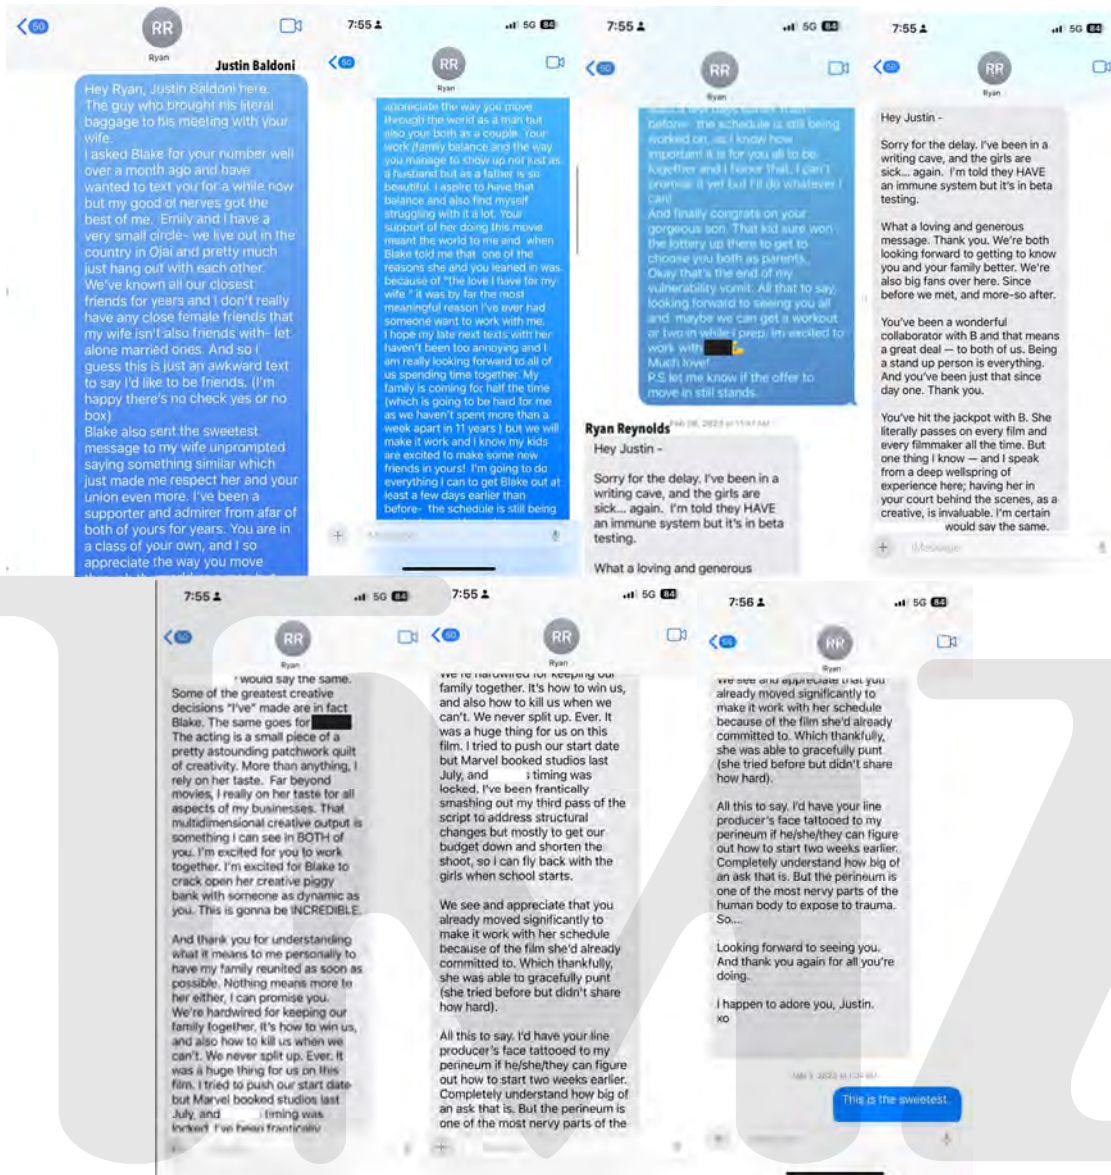 50
RR
Ryan
Justin Baldoni
Hey Ryan, Justin Baldoni here.
The guy who brought his literal
baggage to his meeting with your
wife.
I asked Blake for your number well
over a month ago and have
wanted to text you for a while now
but my good ol nerves got the
best of me. Emily and I have a
very small circle- we live out in the
country in Ojai and pretty much
just hang out with each other.
We've known all our closest
friends for years and I don't really
have any close female friends that
my wife isn't also friends with- let
alone married ones. And so I
guess this is just an awkward text
to say I'd like to be friends. (I'm
happy there's no check yes or no
box)
Blake also sent the sweetest
message to my wife unprompted
saying something similar which
just made me respect her and your
union even more. I've been a
supporter and admirer from afar of
both of yours for years. You are in
a class of your own, and I so
appreciate the way you move
7:55
5G 84
50
RR
Ryan
appreciate the way you move
through the world as a man but
also your both as a couple. Your
work /family balance and the way
you manage to show up not just as
a husband but as a father is so
beautiful. I aspire to have that
balance and also find myself
struggling with it a lot. Your
support of her doing this movie
meant the world to me and when
Blake told me that one of the
reasons she and you leaned in was
because of "the love I have for my
wife " it was by far the most
meaningful reason I've ever had
someone want to work with me.
I hope my late next texts with her
haven't been too annoying and I
am really looking forward to all of
us spending time together. My
family is coming for half the time
(which is going to be hard for me
as we haven't spent more than a
week apart in 11 years ) but we will
make it work and I know my kids
are excited to make some new
friends in yours! I'm going to do
everything I can to get Blake out at
least a few days earlier than
before- the schedule is still being
iMessage
7:55
5G 84
50
RR
Ryan
before- the schedule is still being
worked on, as I know how
important it is for you all to be
together and I honor that. I can't
promise it yet but I'll do whatever I
can!
And finally congrats on your
gorgeous son. That kid sure won
the lottery up there to get to
choose you both as parents.
Okay that's the end of my
vulnerability vomit. All that to say,
looking forward to seeing you all
and maybe we can get a workout
or two in while I prep. Im excited to
work with
Much love!
P.S let me know if the offer to
move in still stands.
Ryan Reynolds
Hey Justin -
Sorry for the delay. I've been in a
writing cave, and the girls are
sick... again. I'm told they HAVE
an immune system but it's in beta
testing.
What a loving and generous
7:55
5G 84
50
RR
Ryan
Hey Justin -
Sorry for the delay. I've been in a
writing cave, and the girls are
sick... again. I'm told they HAVE
an immune system but it's in beta
testing.
What a loving and generous
message. Thank you. We're both
looking forward to getting to know
you and your family better. We're
also big fans over here. Since
before we met, and more-so after.
You've been a wonderful
collaborator with B and that means
a great deal — to both of us. Being
a stand up person is everything.
And you've been just that since
day one. Thank you.
You've hit the jackpot with B. She
literally passes on every film and
every filmmaker all the time. But
one thing I know — and I speak
from a deep wellspring of
experience here; having her in
your court behind the scenes, as a
creative, is invaluable. I'm certain
would say the same.
iMessage
7:55
5G 84
50
RR
Ryan
would say the same.
Some of the greatest creative
decisions "I've" made are in fact
Blake. The same goes for
The acting is a small piece of a
pretty astounding patchwork quilt
of creativity. More than anything, I
rely on her taste. Far beyond
movies, I really on her taste for all
aspects of my businesses. That
multidimensional creative output is
something I can see in BOTH of
you. I'm excited for you to work
together. I'm excited for Blake to
crack open her creative piggy
bank with someone as dynamic as
you. This is gonna be INCREDIBLE.
And thank you for understanding
what it means to me personally to
have my family reunited as soon as
possible. Nothing means more to
her either, I can promise you.
We're hardwired for keeping our
family together. It's how to win us,
and also how to kill us when we
can't. We never split up. Ever. It
was a huge thing for us on this
film. I tried to push our start date
but Marvel booked studios last
July, and timing was
locked. I've been frantically
7:55
5G 84
50
RR
Ryan
We're hardwired for keeping our
family together. It's how to win us,
and also how to kill us when we
can't. We never split up. Ever. It
was a huge thing for us on this
film. I tried to push our start date
but Marvel booked studios last
July, and timing was
locked. I've been frantically
smashing out my third pass of the
script to address structural
changes but mostly to get our
budget down and shorten the
shoot, so I can fly back with the
girls when school starts.
We see and appreciate that you
already moved significantly to
make it work with her schedule
because of the film she'd already
committed to. Which thankfully,
she was able to gracefully punt
(she tried before but didn't share
how hard).
All this to say. I'd have your line
producer's face tattooed to my
perineum if he/she/they can figure
out how to start two weeks earlier.
Completely understand how big of
an ask that is. But the perineum is
one of the most nervy parts of the
7:56
5G 84
50
RR
Ryan
We see and appreciate that you
already moved significantly to
make it work with her schedule
because of the film she'd already
committed to. Which thankfully,
she was able to gracefully punt
(she tried before but didn't share
how hard).
All this to say. I'd have your line
producer's face tattooed to my
perineum if he/she/they can figure
out how to start two weeks earlier.
Completely understand how big of
an ask that is. But the perineum is
one of the most nervy parts of the
human body to expose to trauma.
So....
Looking forward to seeing you.
And thank you again for all you're
doing.
I happen to adore you, Justin.
xo
This is the sweetest.